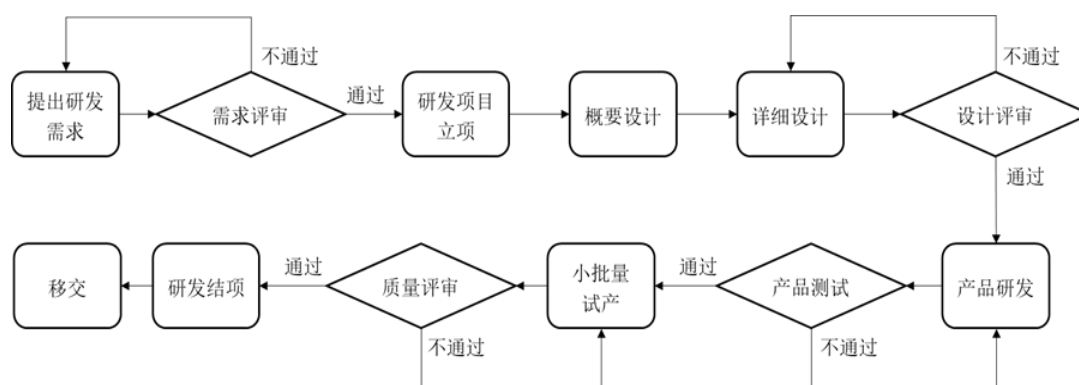 不通过
不通过
提出研发
需求
需求评审
通过
研发项目
立项
概要设计
详细设计
设计评审
通过
移交
研发结项
通过
质量评审
小批量
试产
通过
产品测试
产品研发
不通过
不通过